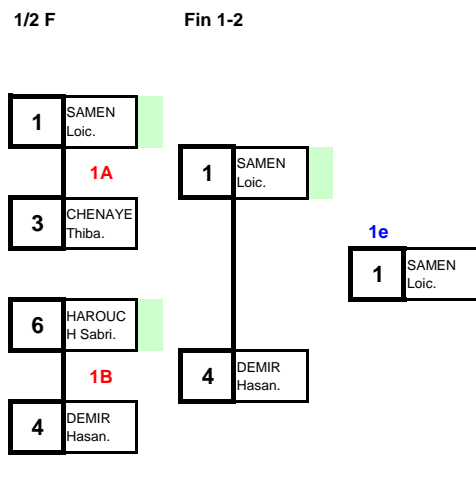 1/2 F
Fin 1-2
1
SAMEN
Loic.
1A
3
CHENAYE
Thiba.
6
HAROUC
H Sabri.
1B
4
DEMIR
Hasan.
1
SAMEN
Loic.
4
DEMIR
Hasan.
1e
1
SAMEN
Loic.